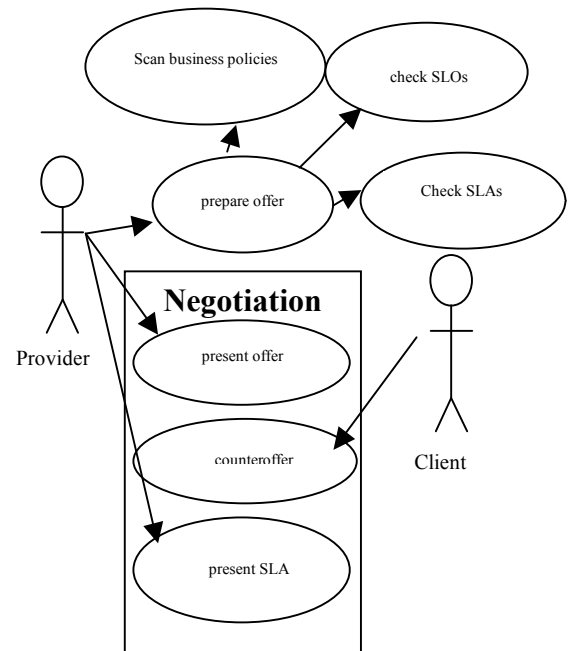 Scan business policies
check SLOs
prepare offer
Check SLAs
Negotiation
Provider
present offer
counteroffer
Client
present SLA